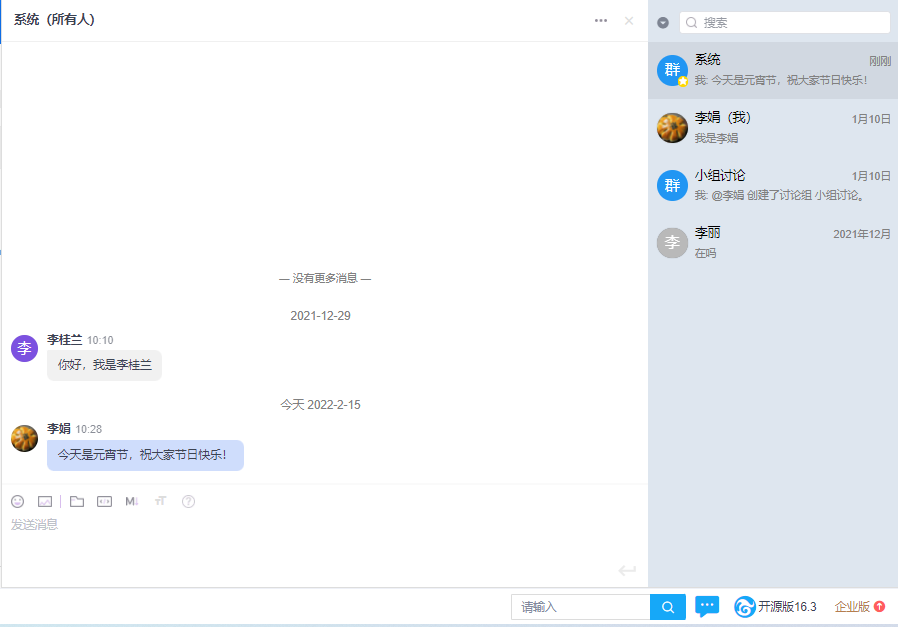 系统（所有人）
— 没有更多消息 —
2021-12-29
李
李桂兰 10:10
你好，我是李桂兰
今天 2022-2-15
李娟 10:28
今天是元宵节，祝大家节日快乐！
M↓
TT
?
发送消息
搜索
群
系统
刚刚
我: 今天是元宵节，祝大家节日快乐！
李娟（我）
1月10日
我是李娟
群
小组讨论
1月10日
我: @李娟 创建了讨论组 小组讨论。
李
李丽
2021年12月
在吗
请输入
开源版16.3
企业版